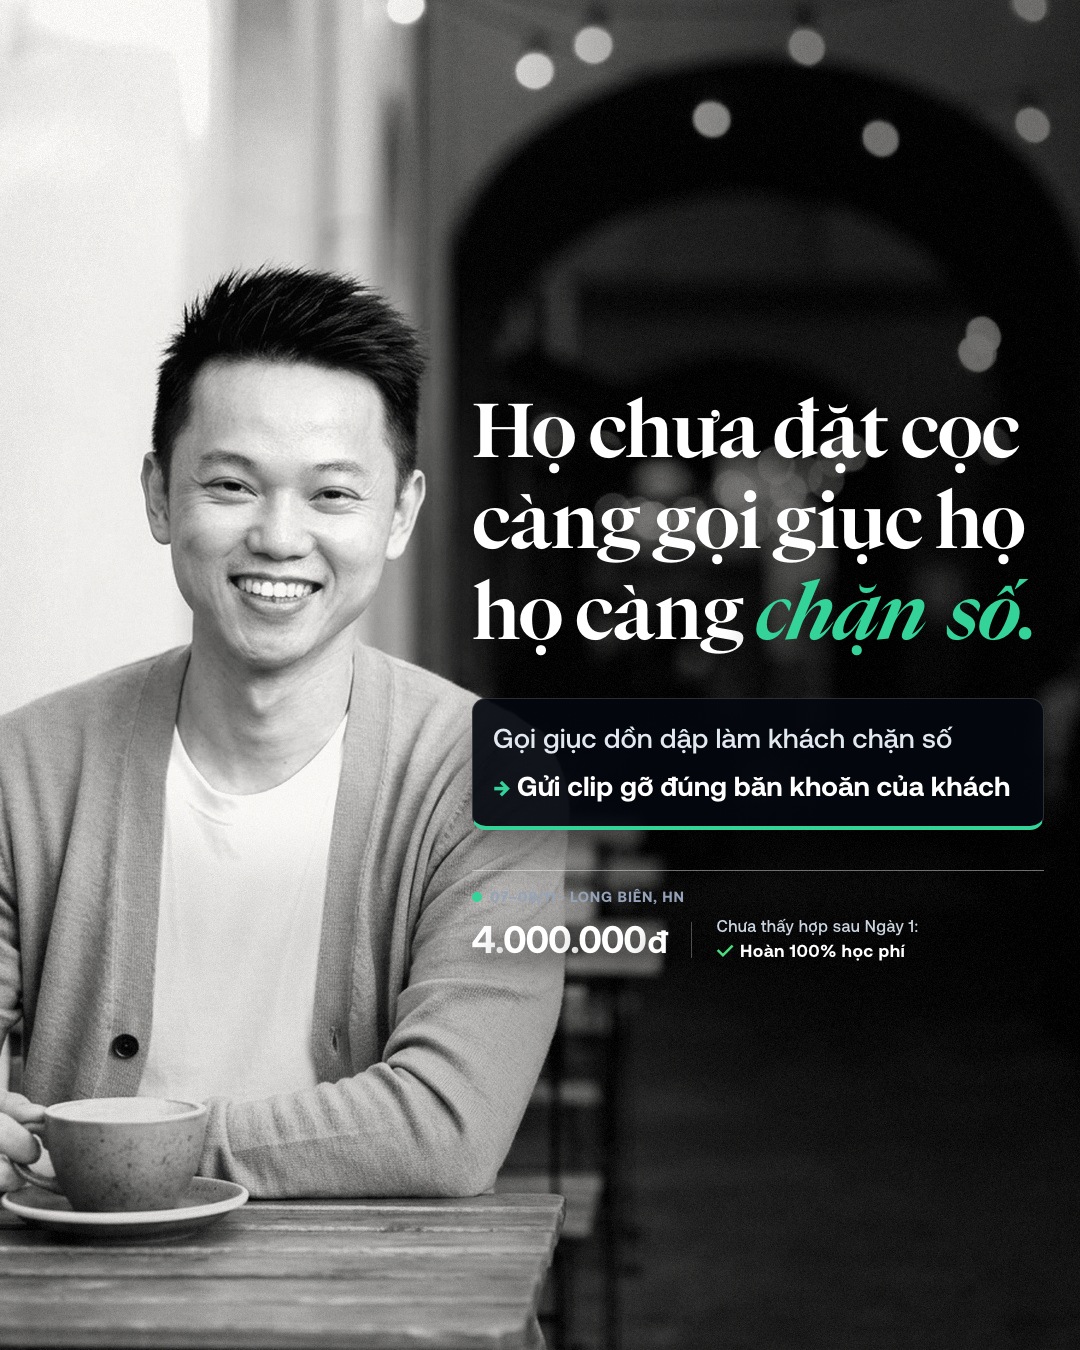 Họ chưa đặt cọc
càng gọi giục họ
họ càng chặn số.
Gọi giục dồn dập làm khách chặn số
→ Gửi clip gỡ đúng băn khoăn của khách
LONG BIÊN, HN
4.000.000đ
Chưa thấy hợp sau Ngày 1:
✓ Hoàn 100% học phí